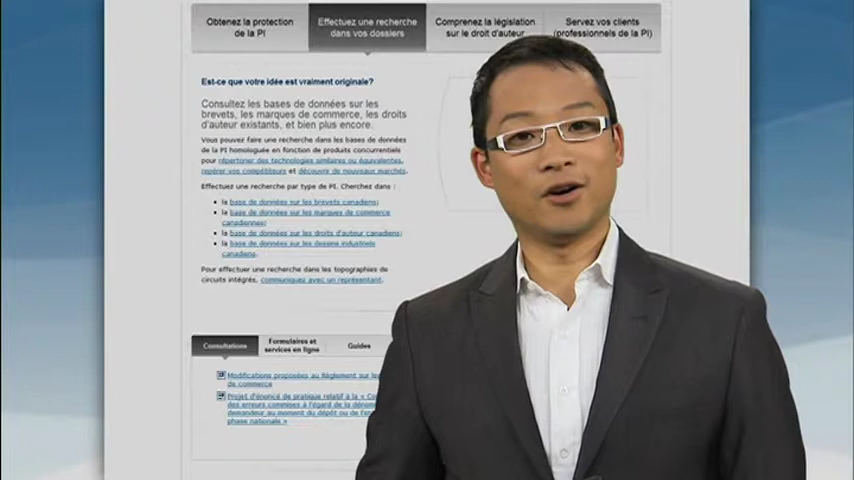 Obtenez la protection
de la PI
Effectuez une recherche
dans vos dossiers
Comprenez la législation
sur le droit d'auteur
Servez vos clients
(professionnels de la PI)
Est-ce que votre idée est vraiment originale?
Consultez les bases de données sur les
brevets, les marques de commerce, les droits
d'auteur existants, et bien plus encore.
Vous pouvez faire une recherche dans les bases de données
de la PI homologuée en fonction de produits concurrentiels
pour répertorier des technologies similaires ou équivalentes,
repérer vos compétiteurs et découvrir de nouveaux marchés.
Effectuez une recherche par type de PI. Cherchez dans :
la base de données sur les brevets canadiens;
la base de données sur les marques de commerce
canadiennes;
la base de données sur les droits d'auteur canadiens;
la base de données sur les dessins industriels
canadiens.
Pour effectuer une recherche dans les topographies de
circuits intégrés, communiquez avec un représentant.
Consultations
Formulaires et
services en ligne
Guides
Modifications proposées au Règlement sur les
de commerce
Projet d'énoncé de pratique relatif à la «
des erreurs commises à l'égard de la
demandeur au moment du dépôt ou de
phase nationale »